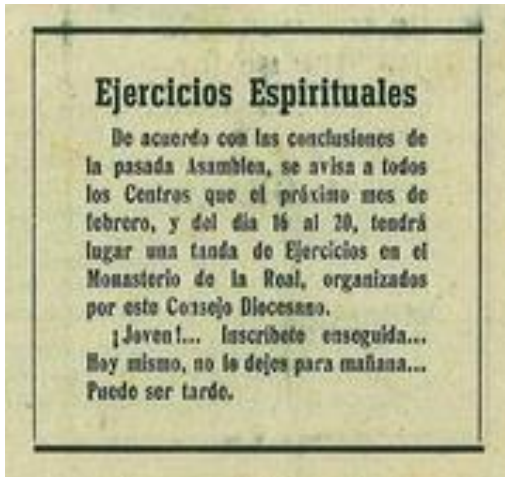 Ejercicios Espirituales
De acuerdo con las conclusiones de
la pasada Asamblea, se avisa a todos
los Centros que el próximo mes de
febrero, y del día 16 al 20, tendrá
lugar una tanda de Ejercicios en el
Monasterio de la Real, organizados
por este Consejo Diocesano.
¡Joven!... Inscríbete enseguida...
Hoy mismo, no lo dejes para mañana...
Puede ser tarde.